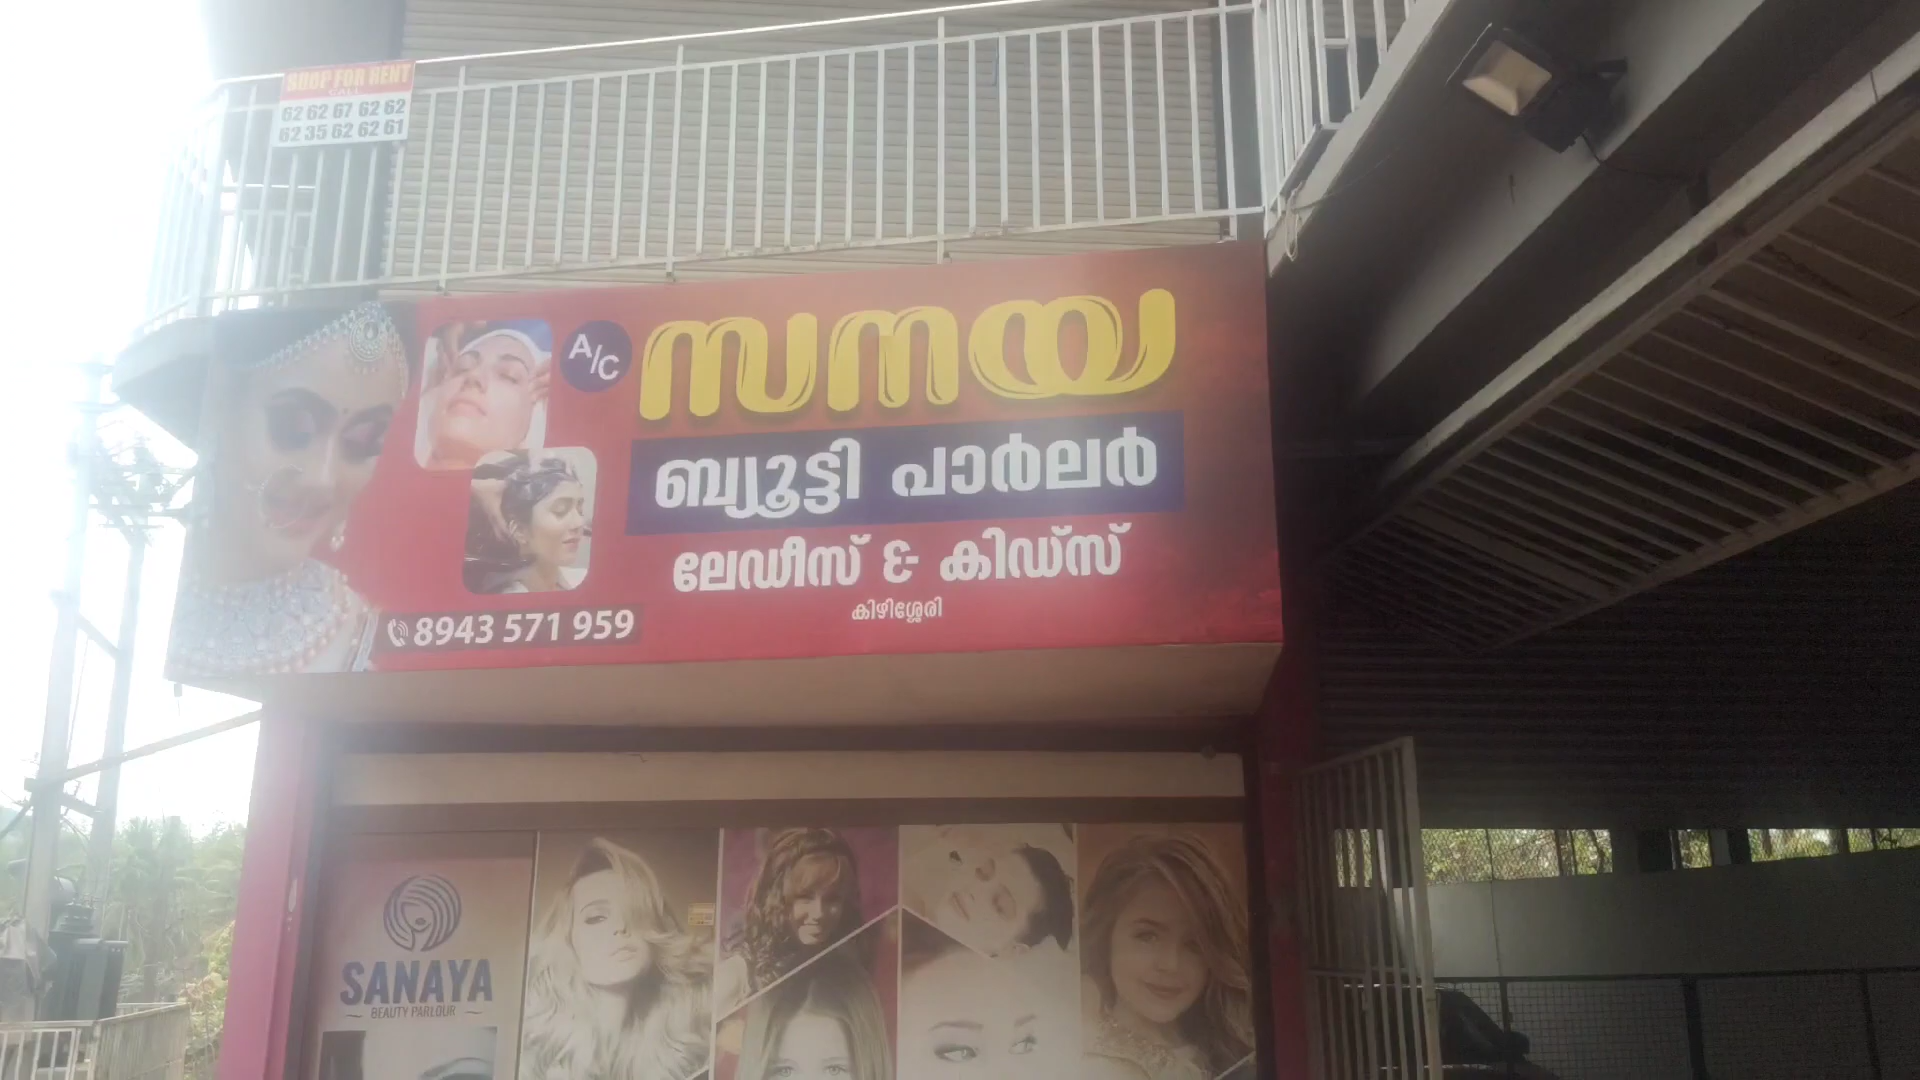 SHOP FOR RENT
CALL
62 62 67 62 62
62 35 62 62 61
A/C
സനയ
ബ്യൂട്ടി പാർലർ
ലേഡീസ് & കിഡ്സ്
കിഴിശ്ശേരി
8943 571 959
SANAYA
BEAUTY PARLOUR